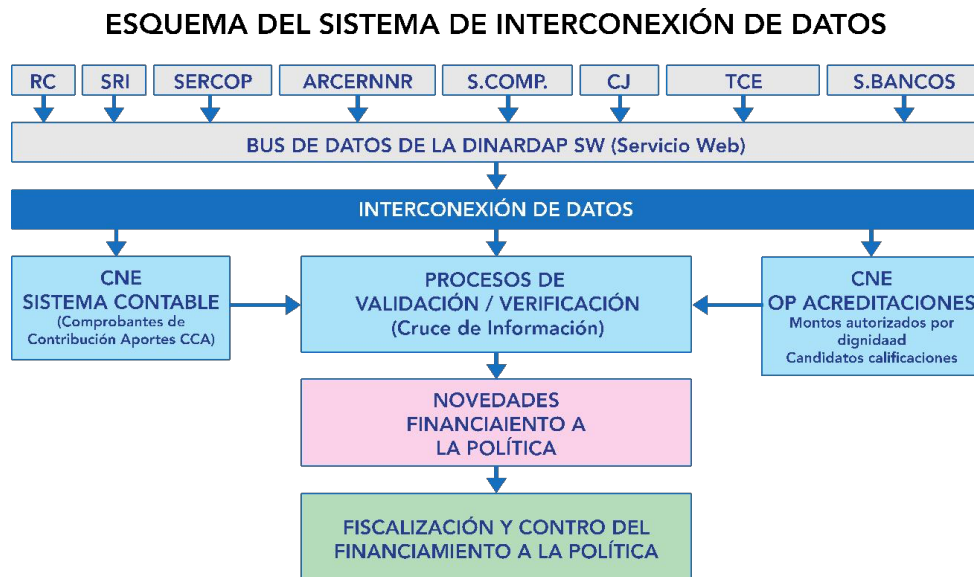 ESQUEMA DEL SISTEMA DE INTERCONEXIÓN DE DATOS
RC SRI SERCOP ARCERNNR S.COMP. CJ TCE S.BANCOS
BUS DE DATOS DE LA DINARDAP SW (Servicio Web)
INTERCONEXIÓN DE DATOS
CNE
SISTEMA CONTABLE
(Comprobantes de
Contribución Aportes CCA)
PROCESOS DE
VALIDACIÓN / VERIFICACIÓN
(Cruce de Información)
CNE
OP ACREDITACIONES
Montos autorizados por
dignidaad
Candidatos calificaciones
NOVEDADES
FINANCIAIENTO A
LA POLÍTICA
FISCALIZACIÓN Y CONTRO DEL
FINANCIAMIENTO A LA POLÍTICA